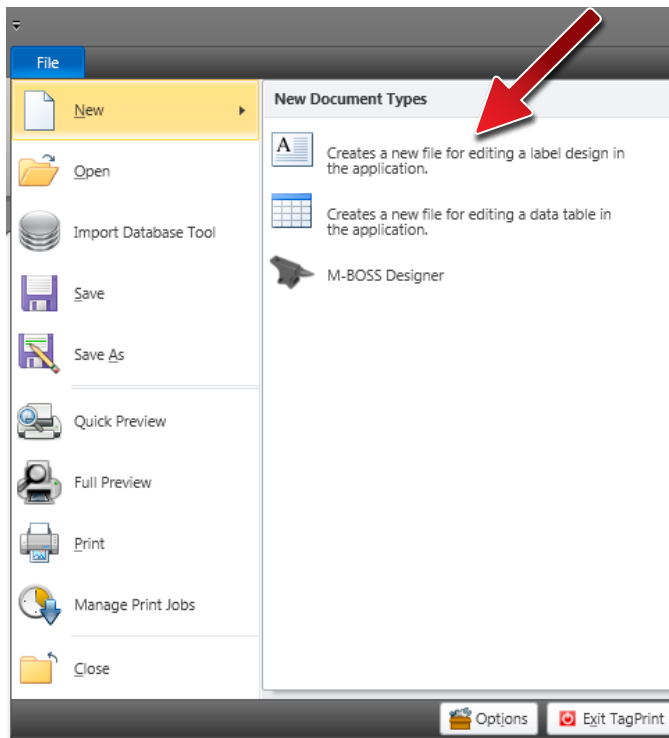 File
New
Open
Import Database Tool
Save
Save As
Quick Preview
Full Preview
Print
Manage Print Jobs
Close
New Document Types
A
Creates a new file for editing a label design in
the application.
Creates a new file for editing a data table in
the application.
M-BOSS Designer
Options
Exit TagPrint